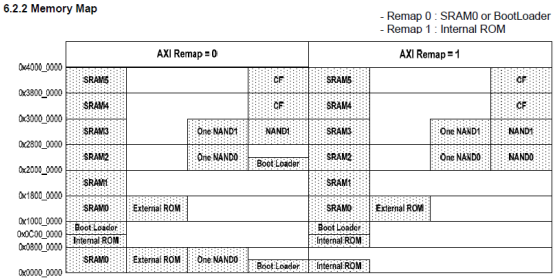 6.2.2 Memory Map
- Remap 0 : SRAM0 or BootLoader
- Remap 1 : Internal ROM
AXI Remap = 0 AXI Remap = 1
0x4000_0000
SRAM5 CF SRAM5 CF
0x3800_0000
SRAM4 CF SRAM4 CF
0x3000_0000
SRAM3 One NAND1 NAND1 SRAM3 One NAND1 NAND1
0x2800_0000
SRAM2 One NAND0 SRAM2 One NAND0 NAND0
Boot Loader
0x2000_0000
SRAM1 SRAM1
0x1800_0000
SRAM0 External ROM SRAM0 External ROM
0x1000_0000
Boot Loader Boot Loader
0x0C00_0000
Internal ROM Internal ROM
0x0800_0000
SRAM0 External ROM One NAND0
Boot Loader Internal ROM
0x0000_0000